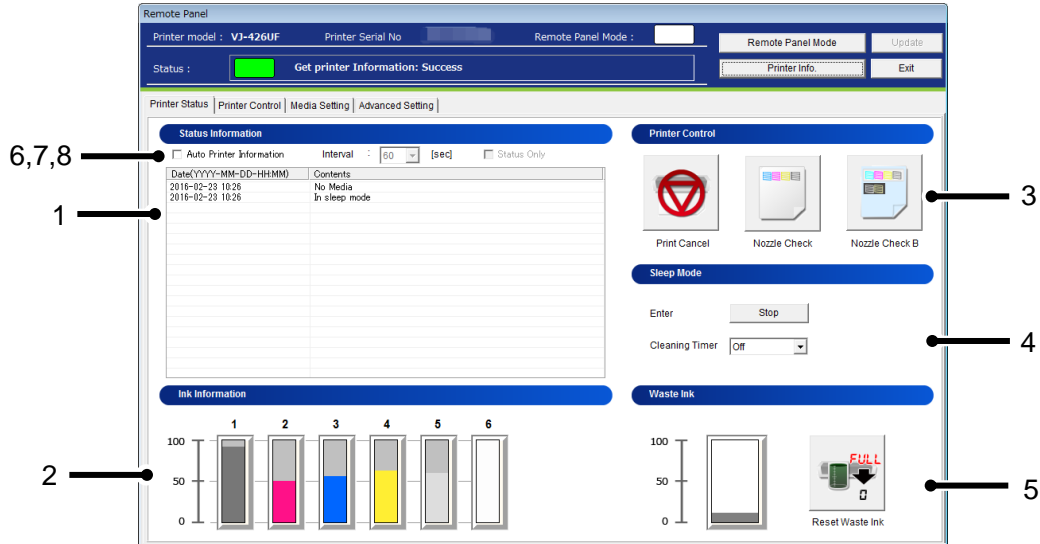 Remote Panel
Printer model : VJ-426UF Printer Serial No Remote Panel Mode :
Remote Panel Mode Update
Status : Get printer Information: Success
Printer Info. Exit
Printer Status Printer Control Media Setting Advanced Setting
Status Information
6,7,8
Auto Printer Information Interval : 60 [sec] Status Only
Date(YYYY-MM-DD-HH:MM) Contents
2016-02-23 10:26 No Media
2016-02-23 10:26 In sleep mode
1
Printer Control
3
Print Cancel Nozzle Check Nozzle Check B
Sleep Mode
Enter Stop
4
Cleaning Timer Off
Ink Information
1 2 3 4 5 6
100
2
50
0
Waste Ink
100
50
0
FULL
0
5
Reset Waste Ink